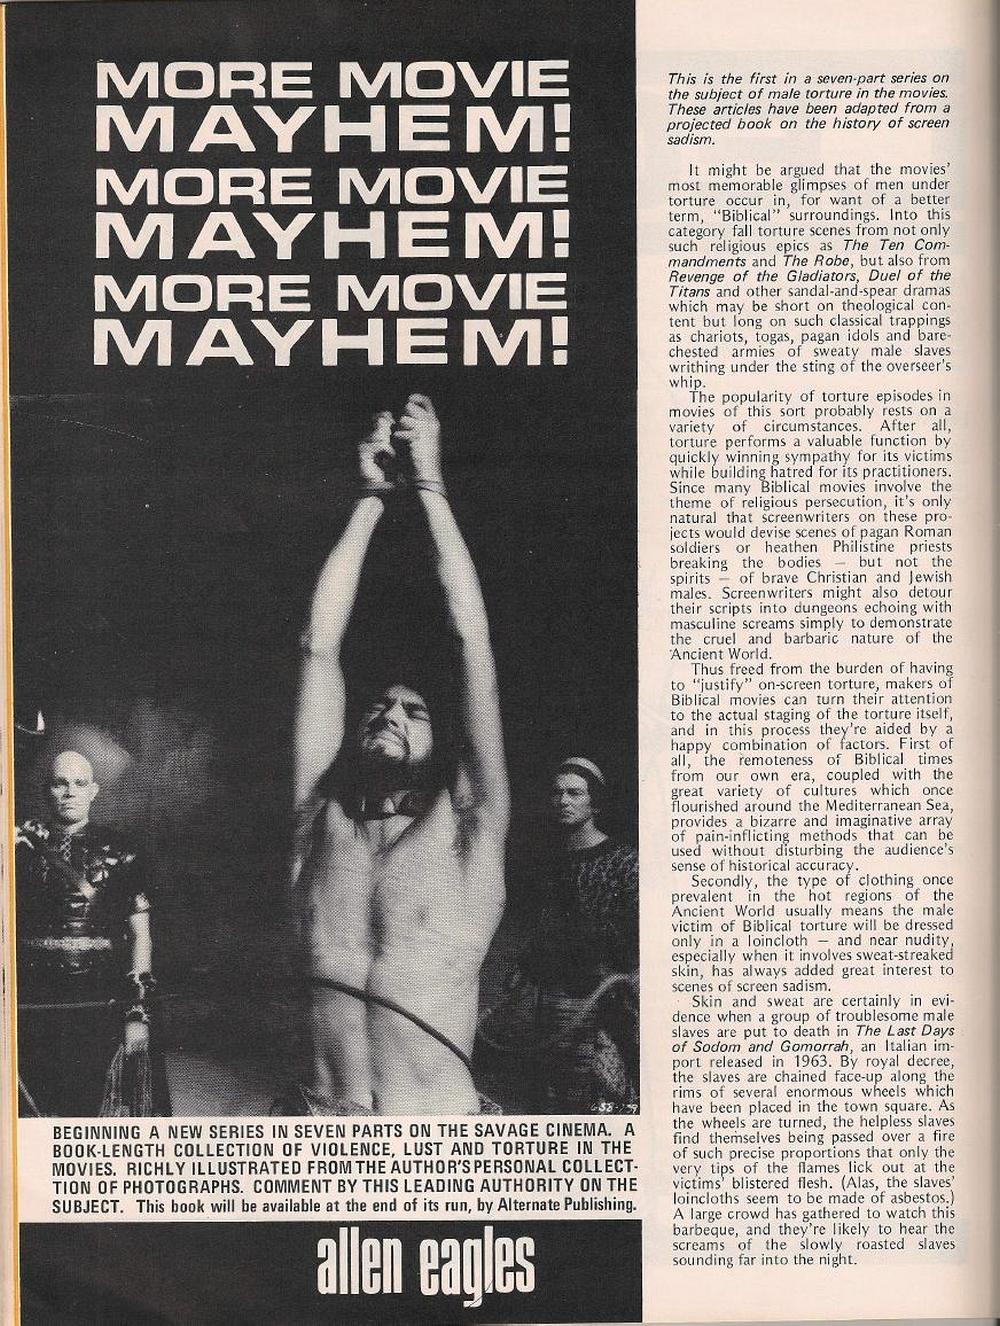 MORE MOVIE
MAYHEM!
MORE MOVIE
MAYHEM!
MORE MOVIE
MAYHEM!
BEGINNING A NEW SERIES IN SEVEN PARTS ON THE SAVAGE CINEMA. A
BOOK-LENGTH COLLECTION OF VIOLENCE, LUST AND TORTURE IN THE
MOVIES. RICHLY ILLUSTRATED FROM THE AUTHOR'S PERSONAL COLLECT-
TION OF PHOTOGRAPHS. COMMENT BY THIS LEADING AUTHORITY ON THE
SUBJECT. This book will be available at the end of its run, by Alternate Publishing.
allen eagles
This is the first in a seven-part series on
the subject of male torture in the movies.
These articles have been adapted from a
projected book on the history of screen
sadism.
It might be argued that the movies'
most memorable glimpses of men under
torture occur in, for want of a better
term, "Biblical" surroundings. Into this
category fall torture scenes from not only
such religious epics as The Ten Com-
mandments and The Robe, but also from
Revenge of the Gladiators, Duel of the
Titans and other sandal-and-spear dramas
which may be short on theological con-
tent but long on such classical trappings
as chariots, togas, pagan idols and bare-
chested armies of sweaty male slaves
writhing under the sting of the overseer's
whip.
The popularity of torture episodes in
movies of this sort probably rests on a
variety of circumstances. After all,
torture performs a valuable function by
quickly winning sympathy for its victims
while building hatred for its practitioners.
Since many Biblical movies involve the
theme of religious persecution, it's only
natural that screenwriters on these pro-
jects would devise scenes of pagan Roman
soldiers or heathen Philistine priests
breaking the bodies — but not the
spirits — of brave Christian and Jewish
males. Screenwriters might also detour
their scripts into dungeons echoing with
masculine screams simply to demonstrate
the cruel and barbaric nature of the
Ancient World.
Thus freed from the burden of having
to "justify" on-screen torture, makers of
Biblical movies can turn their attention
to the actual staging of the torture itself,
and in this process they're aided by a
happy combination of factors. First of
all, the remoteness of Biblical times
from our own era, coupled with the
great variety of cultures which once
flourished around the Mediterranean Sea,
provides a bizarre and imaginative array
of pain-inflicting methods that can be
used without disturbing the audience's
sense of historical accuracy.
Secondly, the type of clothing once
prevalent in the hot regions of the
Ancient World usually means the male
victim of Biblical torture will be dressed
only in a loincloth — and near nudity,
especially when it involves sweat-streaked
skin, has always added great interest to
scenes of screen sadism.
Skin and sweat are certainly in evi-
dence when a group of troublesome male
slaves are put to death in The Last Days
of Sodom and Gomorrah, an Italian im-
port released in 1963. By royal decree,
the slaves are chained face-up along the
rims of several enormous wheels which
have been placed in the town square. As
the wheels are turned, the helpless slaves
find themselves being passed over a fire
of such precise proportions that only the
very tips of the flames lick out at the
victims' blistered flesh. (Alas, the slaves'
loincloths seem to be made of asbestos.)
A large crowd has gathered to watch this
barbeque, and they're likely to hear the
screams of the slowly roasted slaves
sounding far into the night.